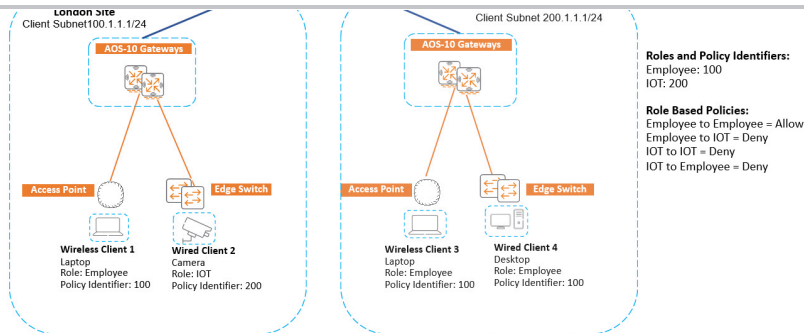 London Site
Client Subnet100.1.1.1/24
AOS-10 Gateways
Access Point
Edge Switch
Wireless Client 1
Laptop
Role: Employee
Policy Identifier: 100
Wired Client 2
Camera
Role: IOT
Policy Identifier: 200
Client Subnet 200.1.1.1/24
AOS-10 Gateways
Access Point
Edge Switch
Wireless Client 3
Laptop
Role: Employee
Policy Identifier: 100
Wired Client 4
Desktop
Role: Employee
Policy Identifier: 100
Roles and Policy Identifiers:
Employee: 100
IOT: 200
Role Based Policies:
Employee to Employee = Allow
Employee to IOT = Deny
IOT to IOT = Deny
IOT to Employee = Deny